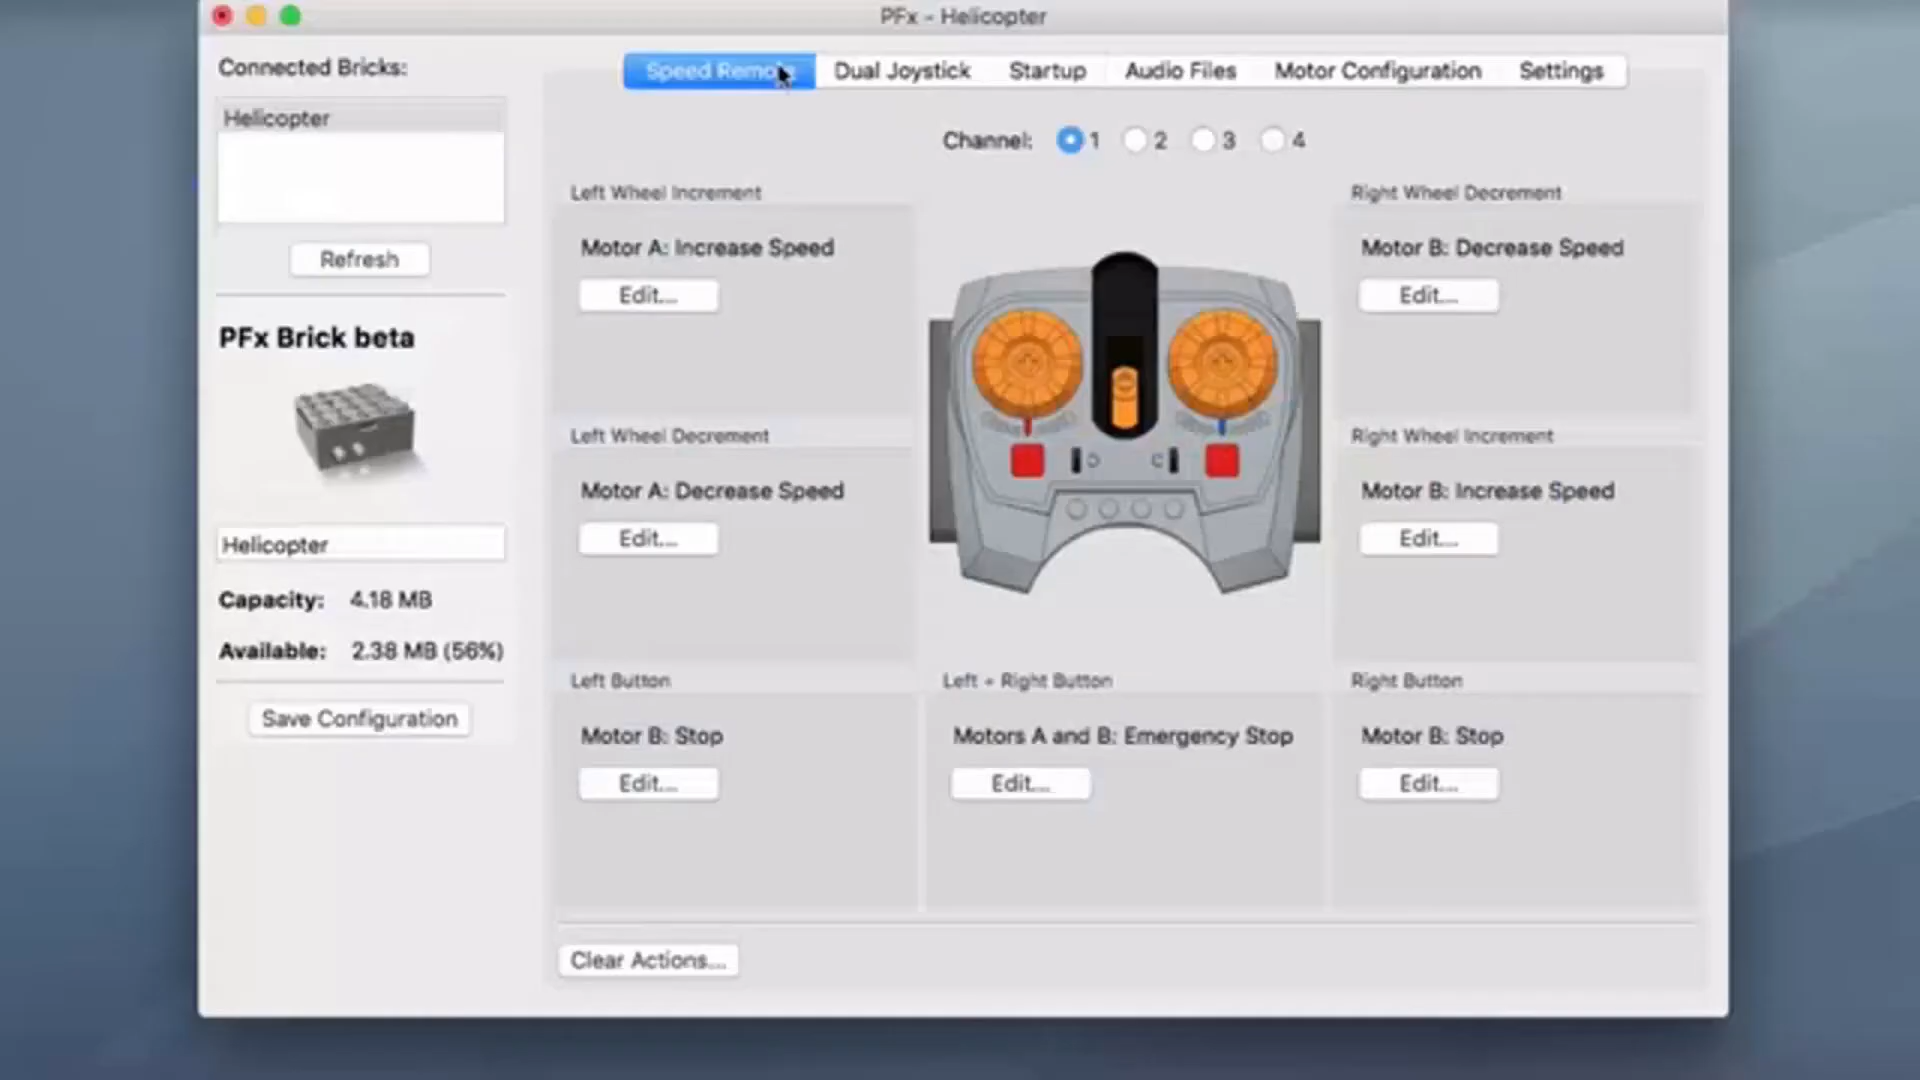 PFx - Helicopter
Connected Bricks:
Helicopter
Refresh
PFx Brick beta
Helicopter
Capacity: 4.18 MB
Available: 2.38 MB (56%)
Save Configuration
Speed Remote Dual Joystick Startup Audio Files Motor Configuration Settings
Channel: 1 2 3 4
Left Wheel Increment
Motor A: Increase Speed
Edit...
Right Wheel Decrement
Motor B: Decrease Speed
Edit...
Left Wheel Decrement
Motor A: Decrease Speed
Edit...
Right Wheel Increment
Motor B: Increase Speed
Edit...
Left Button
Motor B: Stop
Edit...
Left + Right Button
Motors A and B: Emergency Stop
Edit...
Right Button
Motor B: Stop
Edit...
Clear Actions...